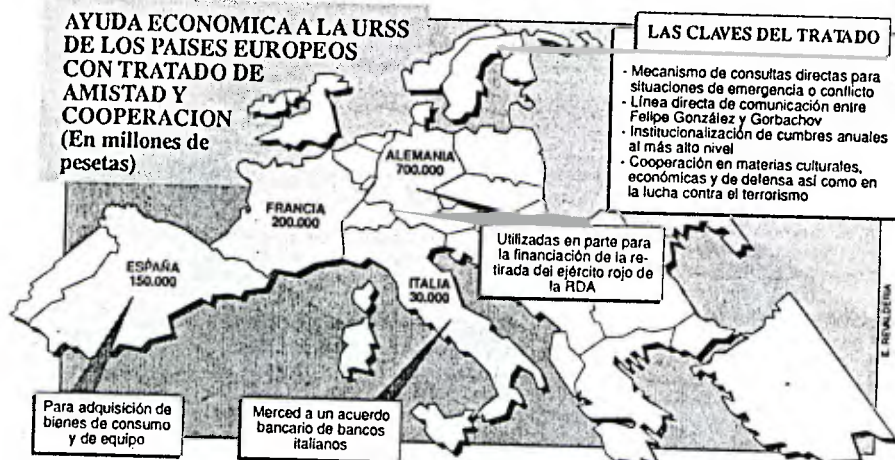 AYUDA ECONOMICA A LA URSS
DE LOS PAISES EUROPEOS
CON TRATADO DE
AMISTAD Y
COOPERACION
(En millones de
pesetas)
LAS CLAVES DEL TRATADO
- Mecanismo de consultas directas para
situaciones de emergencia o conflicto
- Línea directa de comunicación entre
Felipe González y Gorbachov
- Institucionalización de cumbres anuales
al más alto nivel
- Cooperación en materias culturales,
económicas y de defensa así como en
la lucha contra el terrorismo
ALEMANIA
700.000
FRANCIA
200.000
ESPAÑA
150.000
ITALIA
30.000
Utilizadas en parte para
la financiación de la re-
tirada del ejército rojo de
la RDA
Para adquisición de
bienes de consumo
y de equipo
Merced a un acuerdo
bancario de bancos
italianos